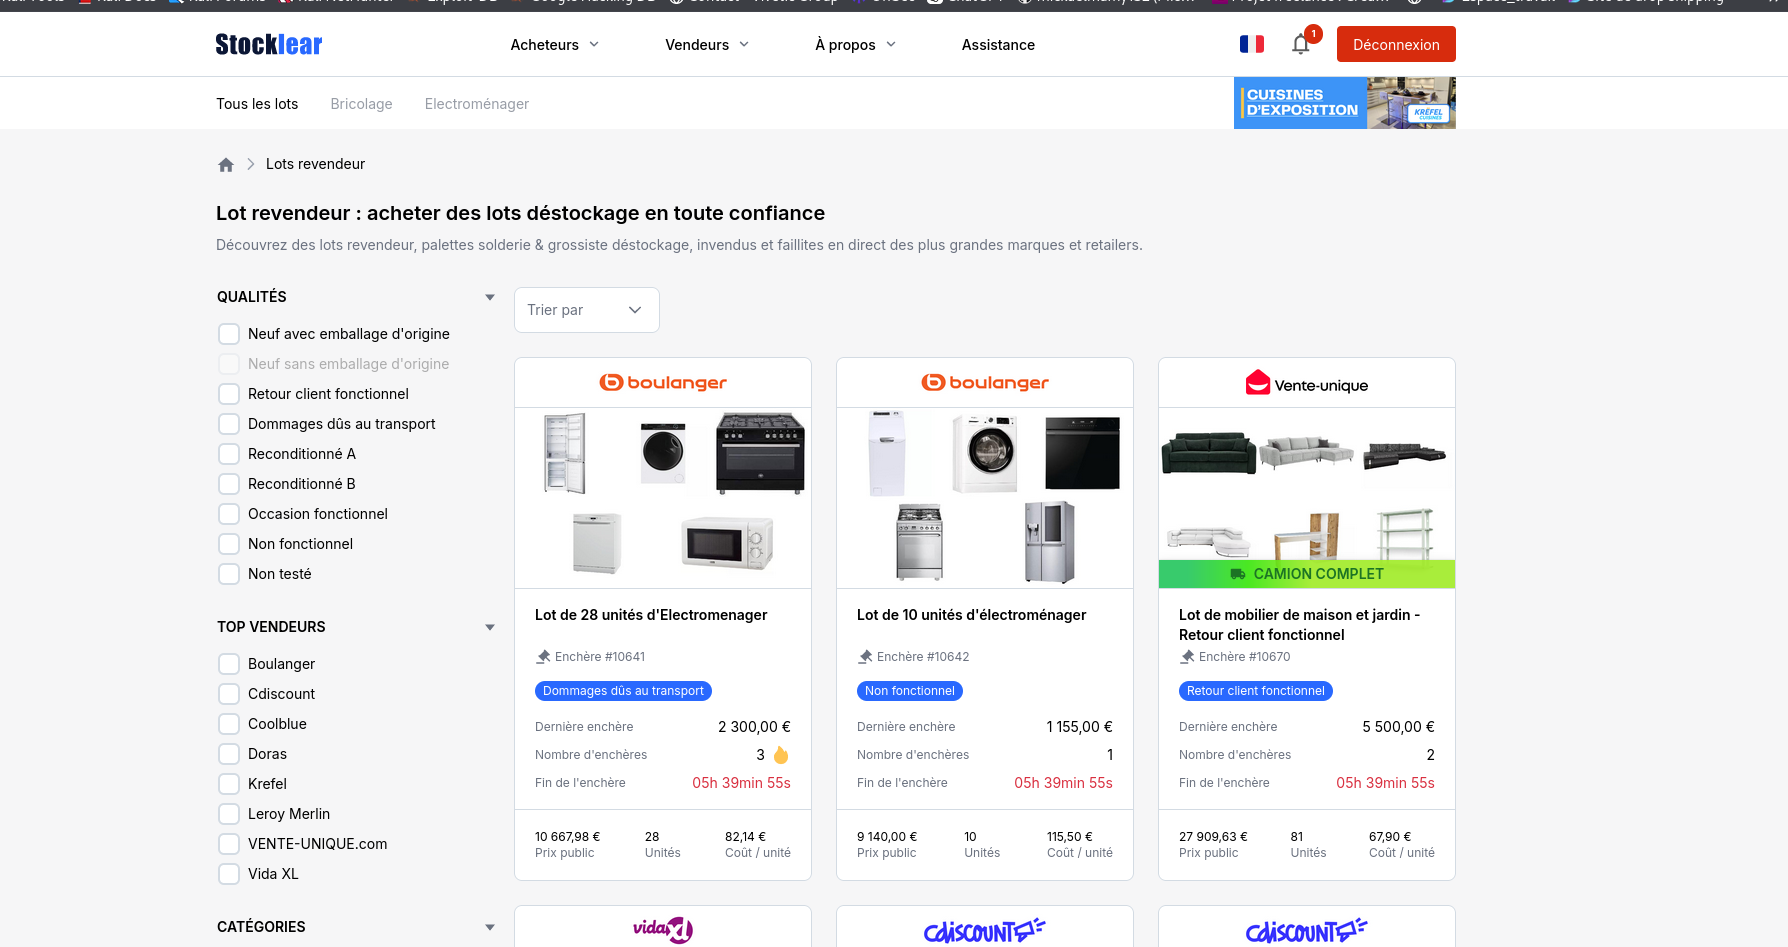 Stocklear
Acheteurs
Vendeurs
À propos
Assistance
1
Déconnexion
Tous les lots
Bricolage
Electroménager
CUISINES
D'EXPOSITION
KRËFEL
CUISINES
Lots revendeur
Lot revendeur : acheter des lots déstockage en toute confiance
Découvrez des lots revendeur, palettes solderie & grossiste déstockage, invendus et faillites en direct des plus grandes marques et retailers.
QUALITÉS
Neuf avec emballage d'origine
Neuf sans emballage d'origine
Retour client fonctionnel
Dommages dûs au transport
Reconditionné A
Reconditionné B
Occasion fonctionnel
Non fonctionnel
Non testé
TOP VENDEURS
Boulanger
Cdiscount
Coolblue
Doras
Krefel
Leroy Merlin
VENTE-UNIQUE.com
Vida XL
CATÉGORIES
Trier par
boulanger
Lot de 28 unités d'Electromenager
Enchère #10641
Dommages dûs au transport
Dernière enchère 2 300,00 €
Nombre d'enchères 3
Fin de l'enchère 05h 39min 55s
10 667,98 € 28 82,14 €
Prix public Unités Coût / unité
boulanger
Lot de 10 unités d'électroménager
Enchère #10642
Non fonctionnel
Dernière enchère 1 155,00 €
Nombre d'enchères 1
Fin de l'enchère 05h 39min 55s
9 140,00 € 10 115,50 €
Prix public Unités Coût / unité
Vente-unique
CAMION COMPLET
Lot de mobilier de maison et jardin -
Retour client fonctionnel
Enchère #10670
Retour client fonctionnel
Dernière enchère 5 500,00 €
Nombre d'enchères 2
Fin de l'enchère 05h 39min 55s
27 909,63 € 81 67,90 €
Prix public Unités Coût / unité
vidaXL
Cdiscount
Cdiscount